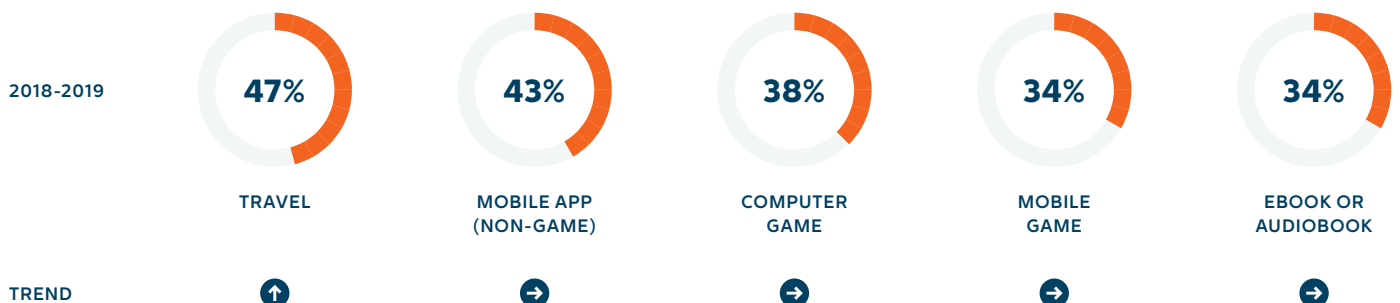 2018-2019
47%
43%
38%
34%
34%
TRAVEL
MOBILE APP
(NON-GAME)
COMPUTER
GAME
MOBILE
GAME
EBOOK OR
AUDIOBOOK
TREND